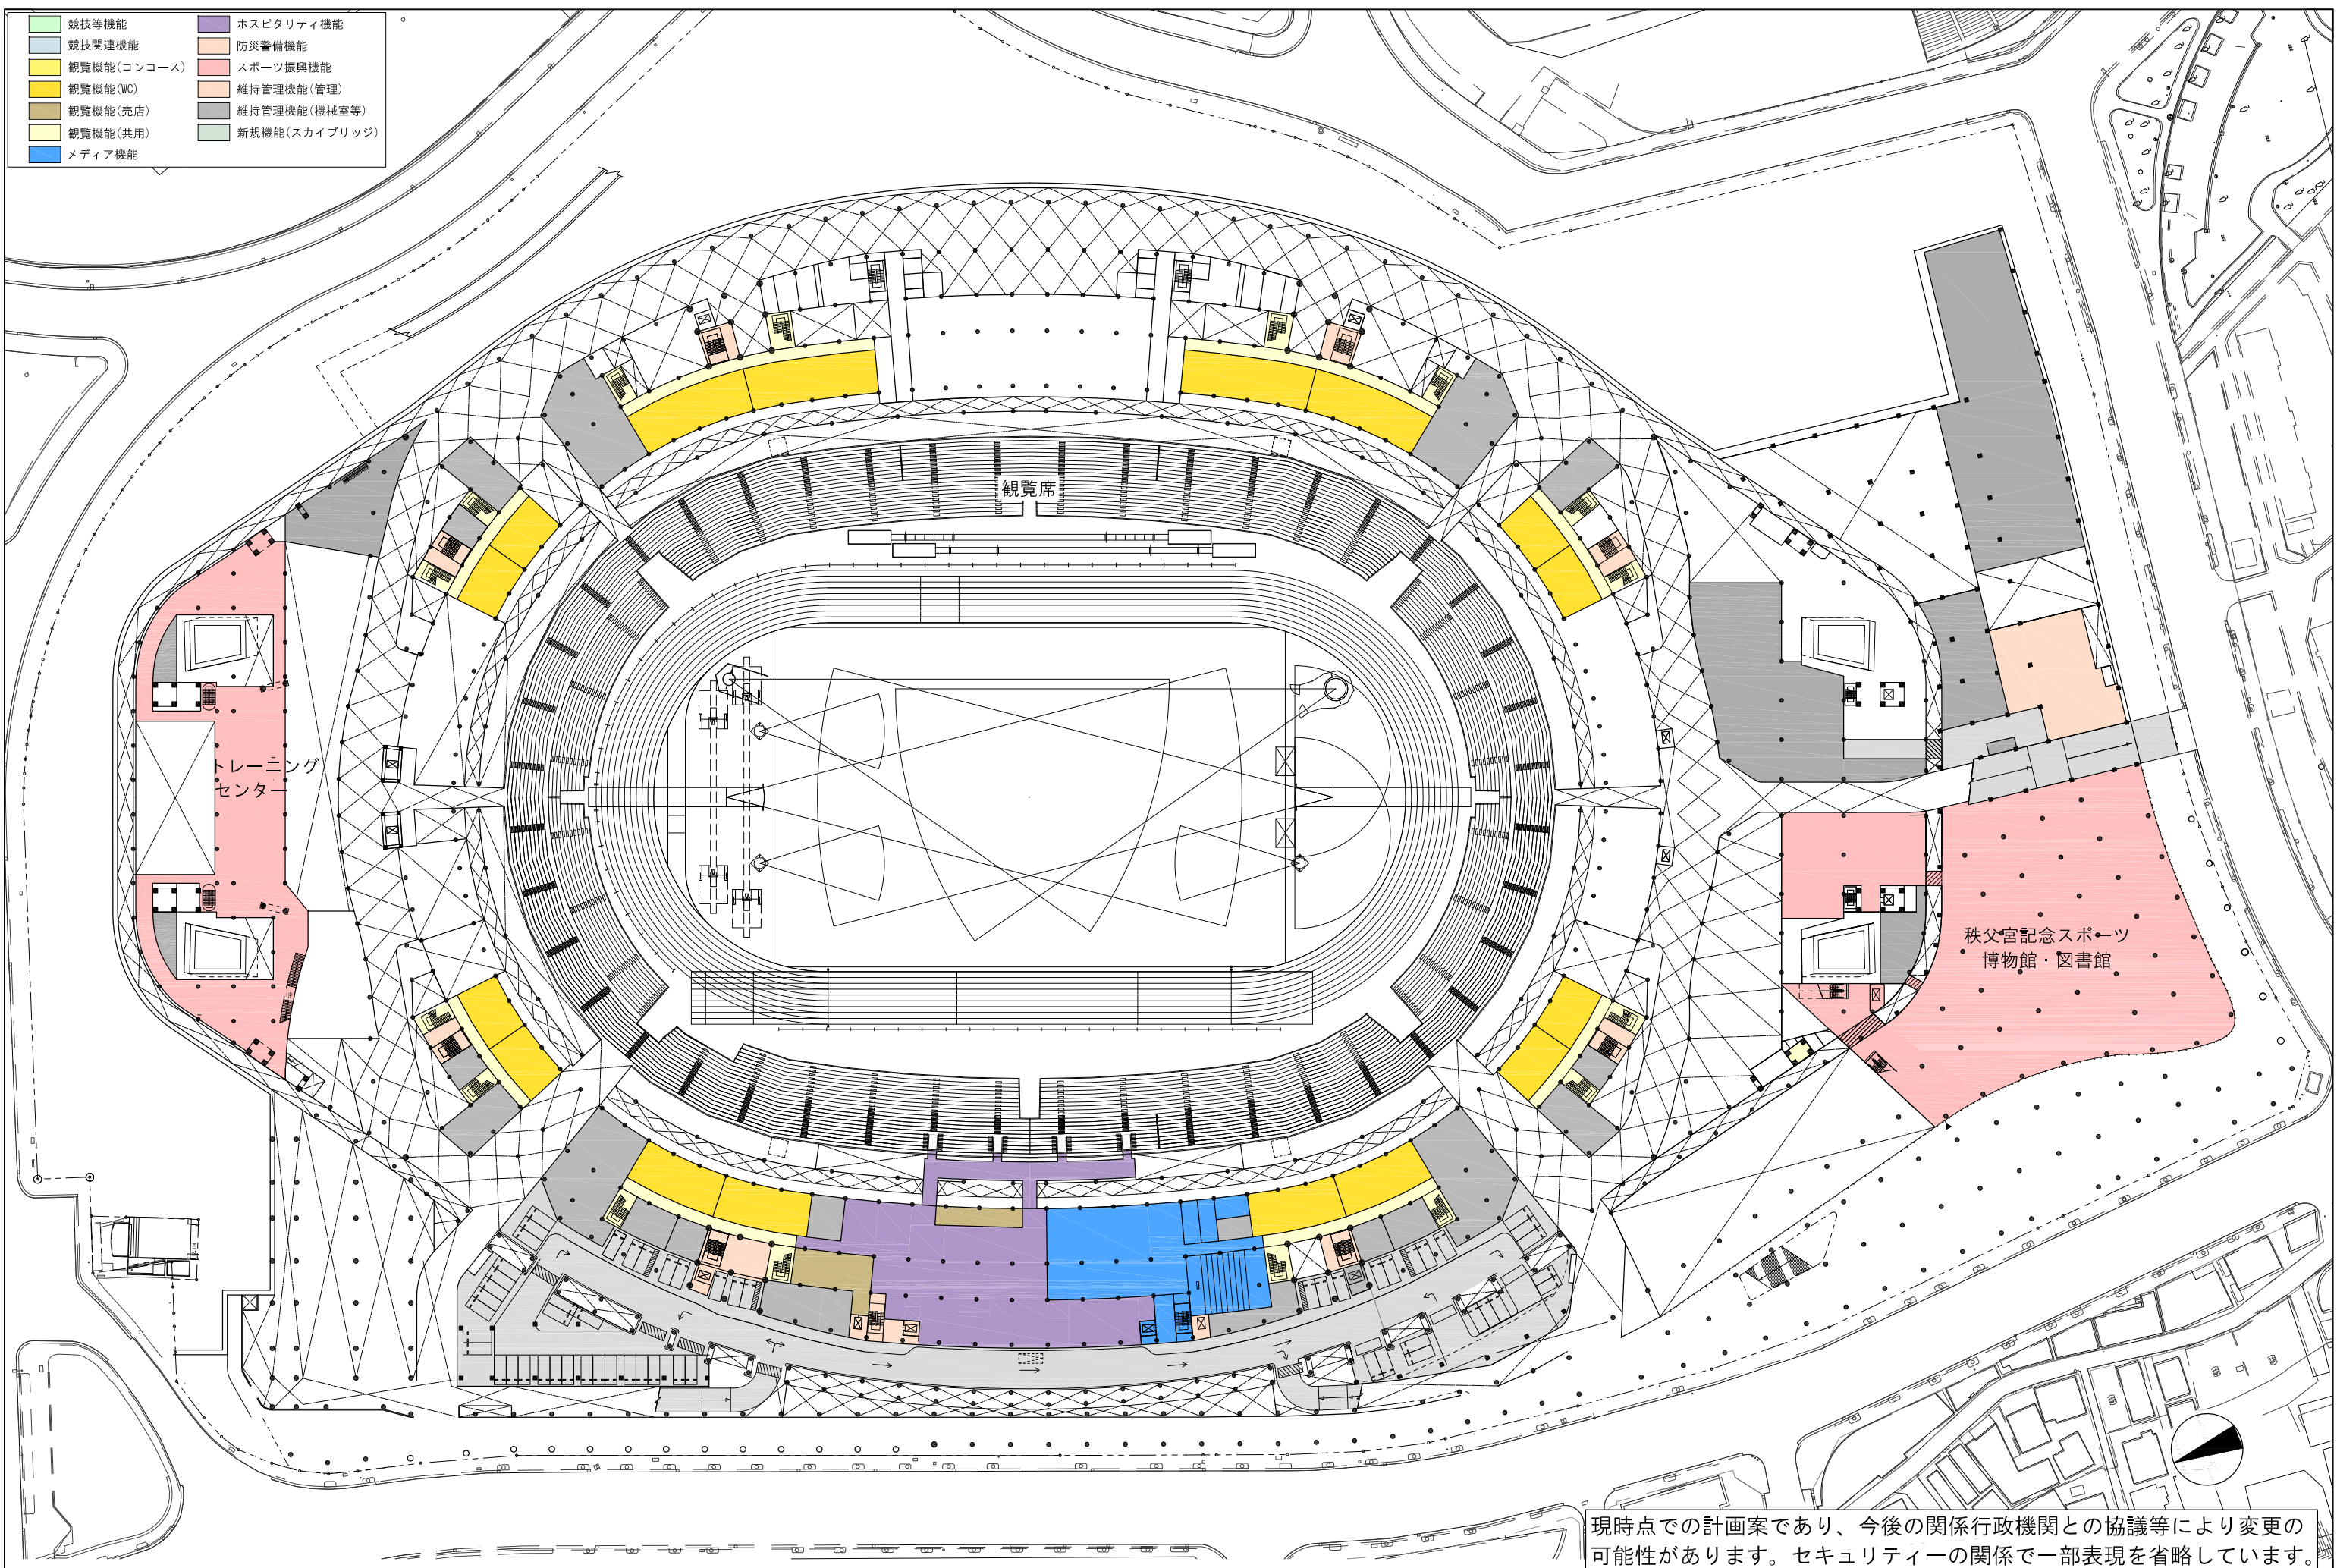 競技等機能
競技関連機能
観覧機能(コンコース)
観覧機能(WC)
観覧機能(売店)
観覧機能(共用)
メディア機能
ホスピタリティ機能
防災警備機能
スポーツ振興機能
維持管理機能(管理)
維持管理機能(機械室等)
新規機能(スカイブリッジ)
観覧席
トレーニング
センター
秩父宮記念スポーツ
博物館・図書館
現時点での計画案であり、今後の関係行政機関との協議等により変更の
可能性があります。セキュリティーの関係で一部表現を省略しています。